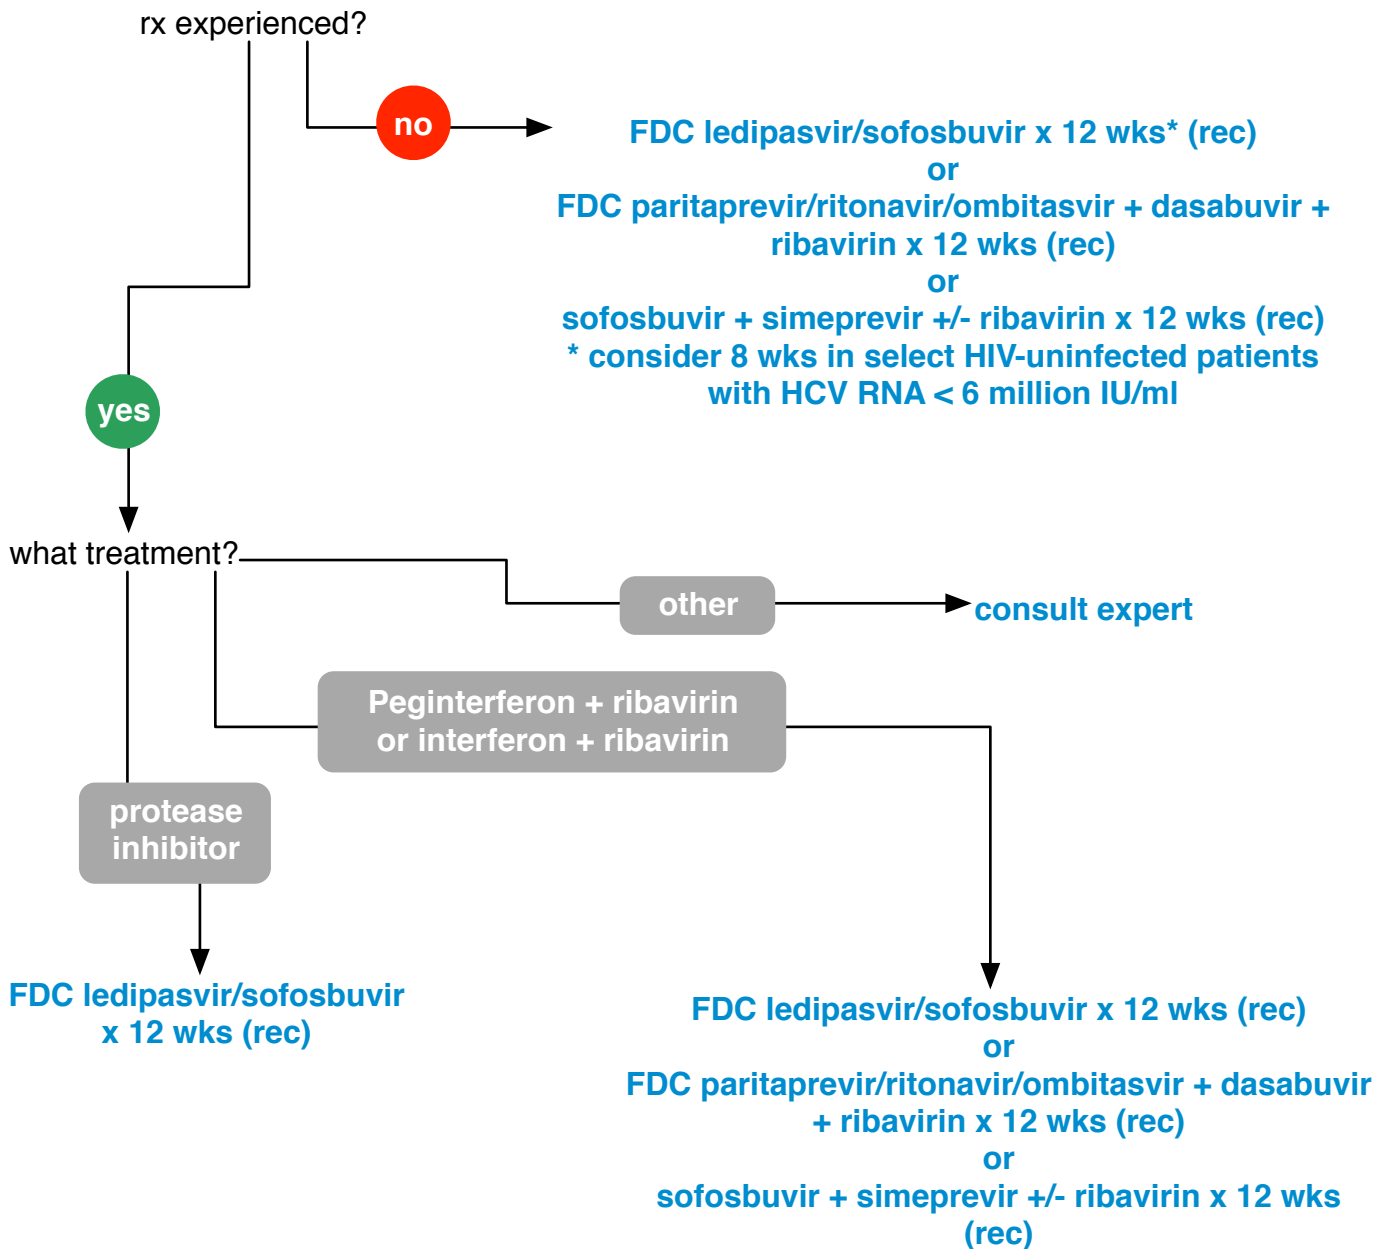 rx experienced?
no
FDC ledipasvir/sofosbuvir x 12 wks* (rec)
or
FDC paritaprevir/ritonavir/ombitasvir + dasabuvir +
ribavirin x 12 wks (rec)
or
sofosbuvir + simeprevir +/- ribavirin x 12 wks (rec)
* consider 8 wks in select HIV-uninfected patients
with HCV RNA < 6 million IU/ml
yes
what treatment?
other
consult expert
Peginterferon + ribavirin
or interferon + ribavirin
protease
inhibitor
FDC ledipasvir/sofosbuvir
x 12 wks (rec)
FDC ledipasvir/sofosbuvir x 12 wks (rec)
or
FDC paritaprevir/ritonavir/ombitasvir + dasabuvir
+ ribavirin x 12 wks (rec)
or
sofosbuvir + simeprevir +/- ribavirin x 12 wks
(rec)